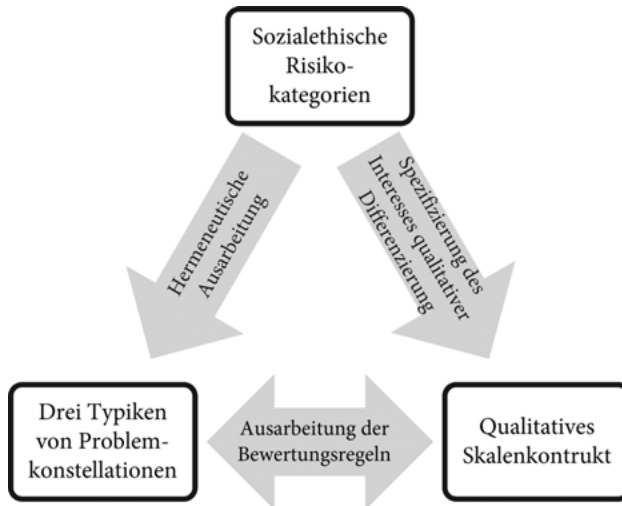 Sozialethische
Risiko-
kategorien
Hermeneutische
Ausarbeitung
Spezifizierung des
Interesses qualitativer
Differenzierung
Drei Typiken
von Problem-
konstellationen
Ausarbeitung der
Bewertungsregeln
Qualitatives
Skalenkontrukt